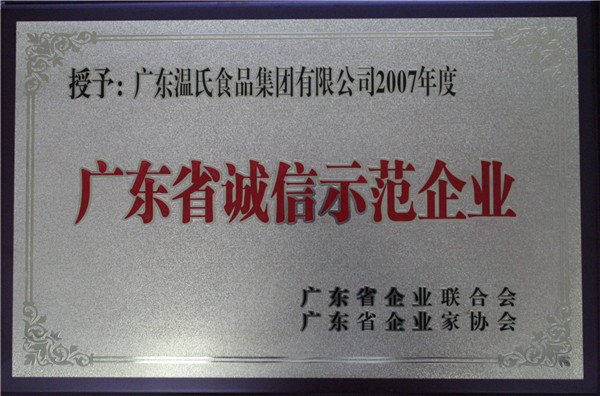 授予：广东温氏食品集团有限公司2007年度
广东省诚信示范企业
广东省企业联合会
广东省企业家协会